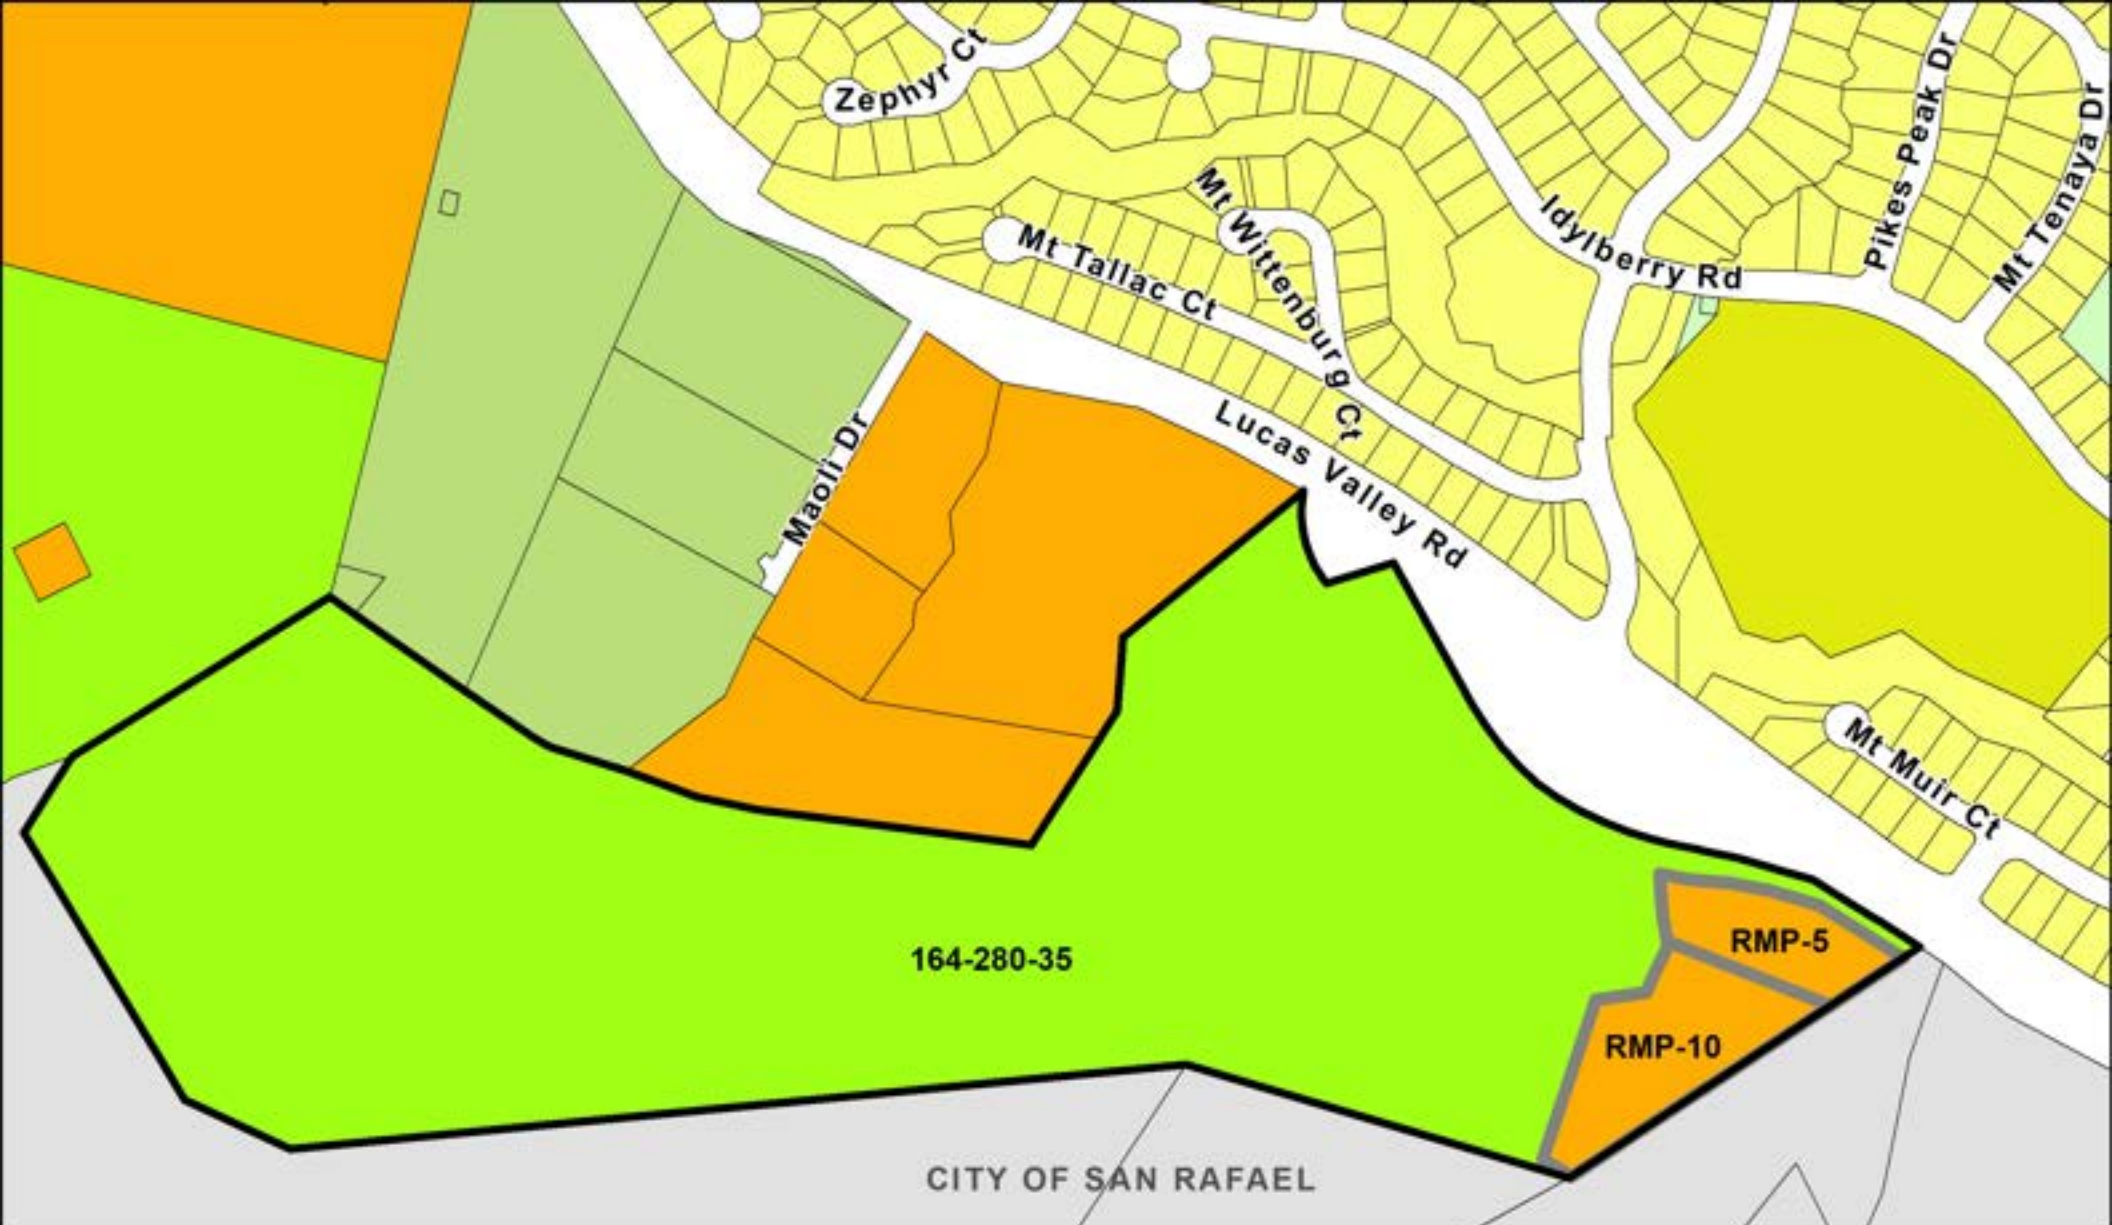 Zephyr Ct
Pikes Peak Dr
Mt Tenaya Dr
Mt Wittenburg Ct
Idylberry Rd
Mt Tallac Ct
Maoli Dr
Lucas Valley Rd
Mt Muir Ct
164-280-35
RMP-5
RMP-10
CITY OF SAN RAFAEL